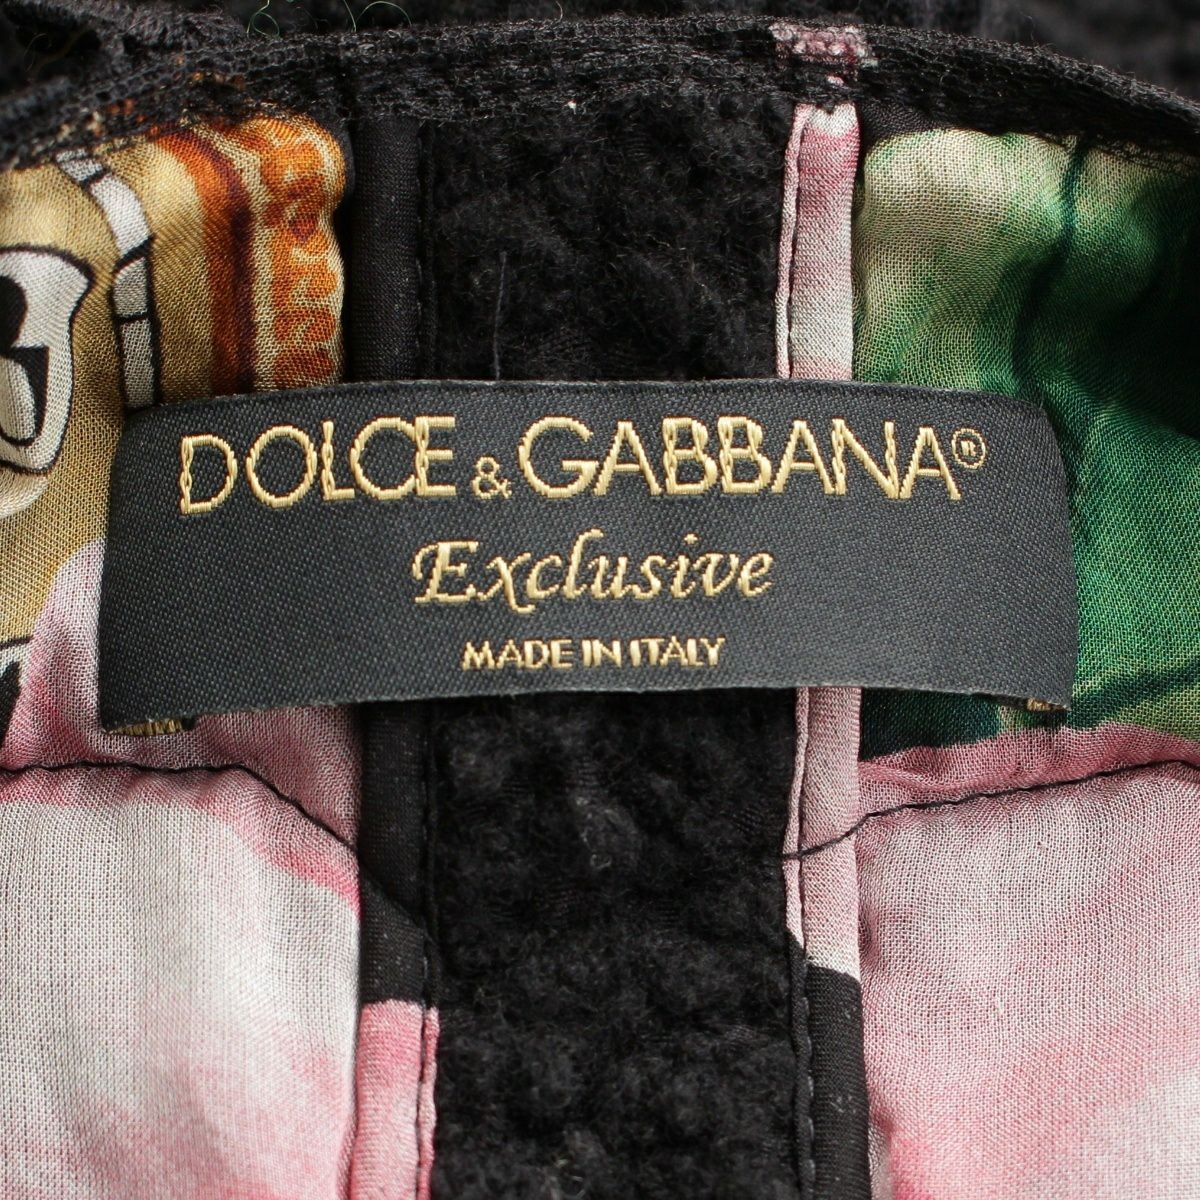 DOLCE & GABBANA®
Exclusive
MADE IN ITALY